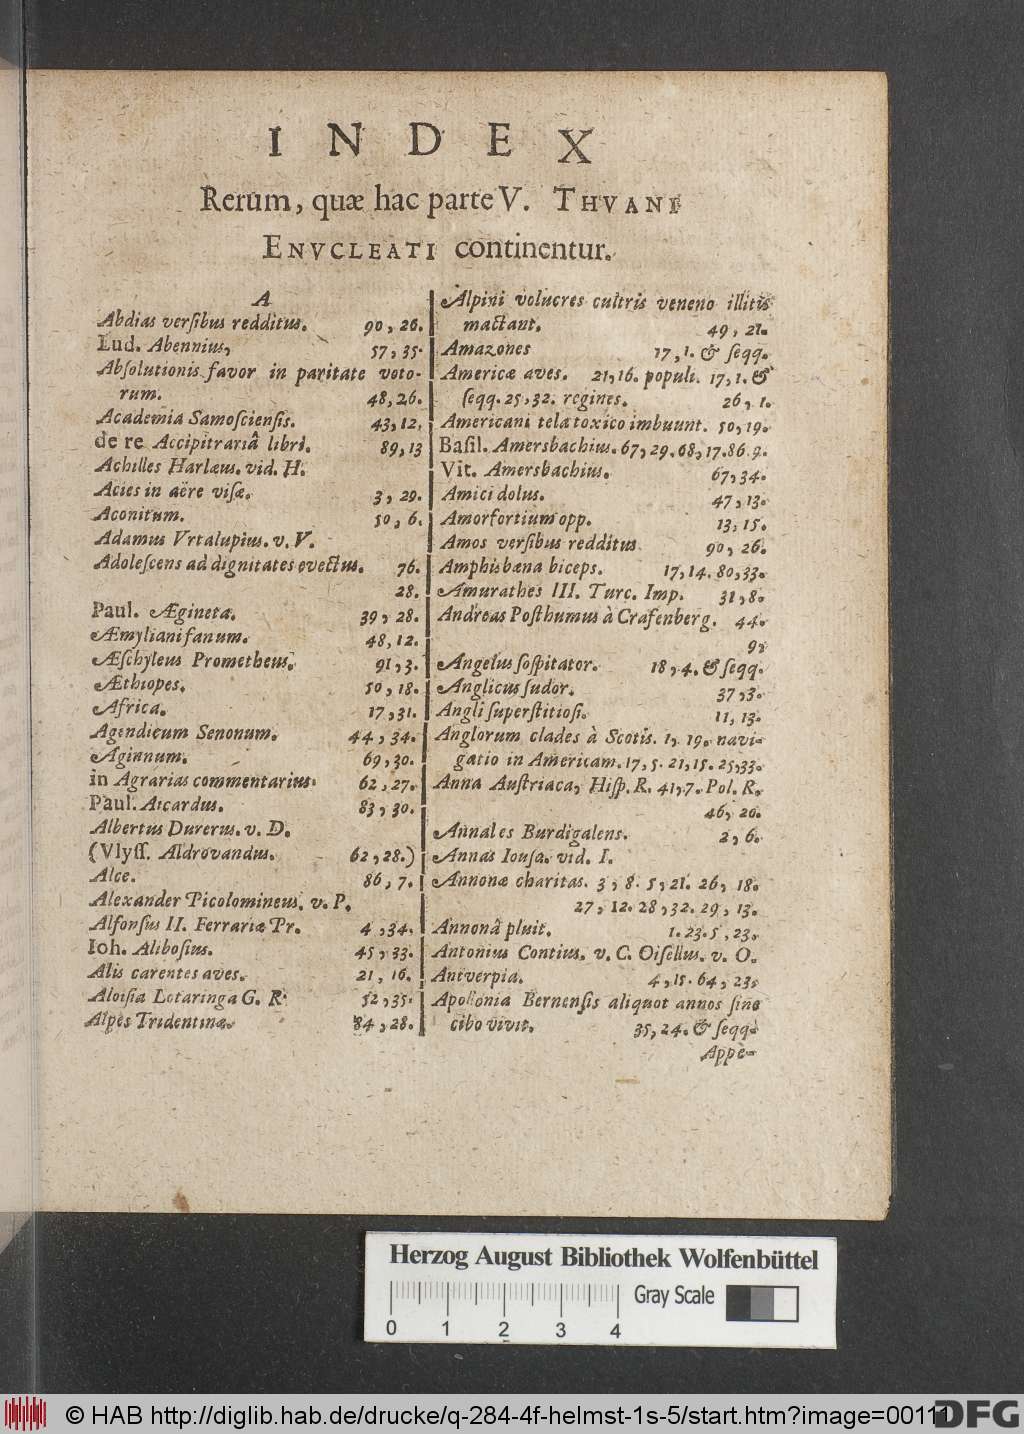 INDEX
Rerum, quæ hac parte V. THVANI
ENVCLEATI continentur.
A
Abdias verſibus redditus. 90, 26.
Lud. Abennius, 57, 35.
Abſolutionis favor in paritate voto-
rum. 48, 26.
Academia Samoſcienſis. 43, 12.
de re Accipitrariâ libri. 89, 13
Achilles Harlæus. vid. H.
Acies in aëre viſæ. 3, 29.
Aconitum. 50, 6.
Adamus Vrtalupius. v. V.
Adoleſcens ad dignitates evectus. 76.
28.
Paul. Ægineta. 39, 28.
Æmyliani fanum. 48, 12.
Æſchyleus Prometheus. 91, 3.
Æthiopes. 50, 18.
Africa. 17, 31.
Agendicum Senonum. 44, 34.
Aginnum. 69, 30.
in Agrarias commentarius. 62, 27.
Paul. Aicardus. 83, 30.
Albertus Durerus. v. D.
(Vlyſſ. Aldrovandus. 62, 28.)
Alce. 86, 7.
Alexander Picolomineus. v. P.
Alfonſus II. Ferrariæ Pr. 4, 34.
Ioh. Aliboſius. 45, 33.
Alis carentes aves. 21, 16.
Aloiſia Lotaringa G. R. 52, 35.
Alpes Tridentinæ. 84, 28.
Alpini volucres cultris veneno illitis
mactant. 49, 21.
Amazones 17, 1. & ſeqq.
Americæ aves. 21, 16. populi. 17, 1. &
ſeqq. 25, 32. regines. 26, 1.
Americani tela toxico imbuunt. 50, 19.
Baſil. Amersbachius. 67, 29. 68, 17. 86. 9.
Vit. Amersbachius. 67, 34.
Amici dolus. 47, 13.
Amorfortium opp. 13, 15.
Amos verſibus redditus 90, 26.
Amphisbæna biceps. 17, 14. 80, 33.
Amurathes III. Turc. Imp. 31, 8.
Andreas Poſthumus à Crafenberg. 44.
9.
Angelus ſoſpitator. 18, 4. & ſeqq.
Anglicus ſudor. 37, 3.
Angli ſuperſtitioſi. 11, 13.
Anglorum clades à Scotis. 1, 19. navi-
gatio in Americam. 17, 5. 21, 15. 25, 33.
Anna Auſtriaca, Hiſp. R. 41, 7. Pol. R.
46, 20.
Annales Burdigalens. 2, 6.
Annas Iouſa. vid. I.
Annonæ charitas. 3, 8. 5, 21. 26, 18.
27, 12. 28, 32. 29, 13.
Annonâ pluit. 1. 23. 5, 23.
Antonius Contius. v. C. Oiſellus. v. O.
Antverpia. 4, 15. 64, 23.
Apollonia Bernenſis aliquot annos ſine
cibo vivit. 35, 24. & ſeqq.
Appè-
Herzog August Bibliothek Wolfenbüttel
Gray Scale
0 1 2 3 4
© HAB http://diglib.hab.de/drucke/q-284-4f-helmst-1s-5/start.htm?image=00111
DFG